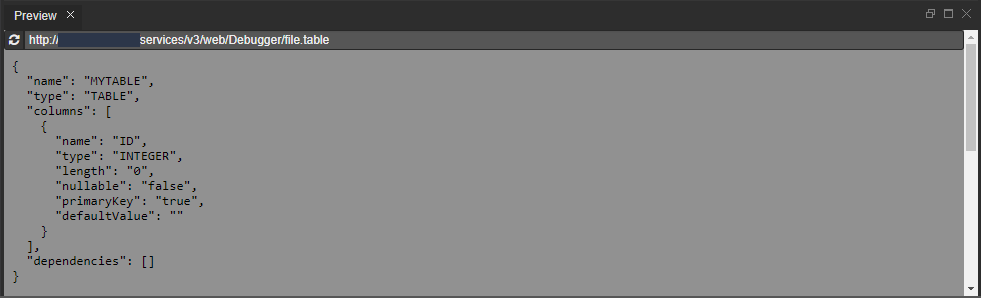 Preview
http://services/v3/web/Debugger/file.table
{
  "name": "MYTABLE",
  "type": "TABLE",
  "columns": [
    {
      "name": "ID",
      "type": "INTEGER",
      "length": "0",
      "nullable": "false",
      "primaryKey": "true",
      "defaultValue": ""
    }
  ],
  "dependencies": []
}